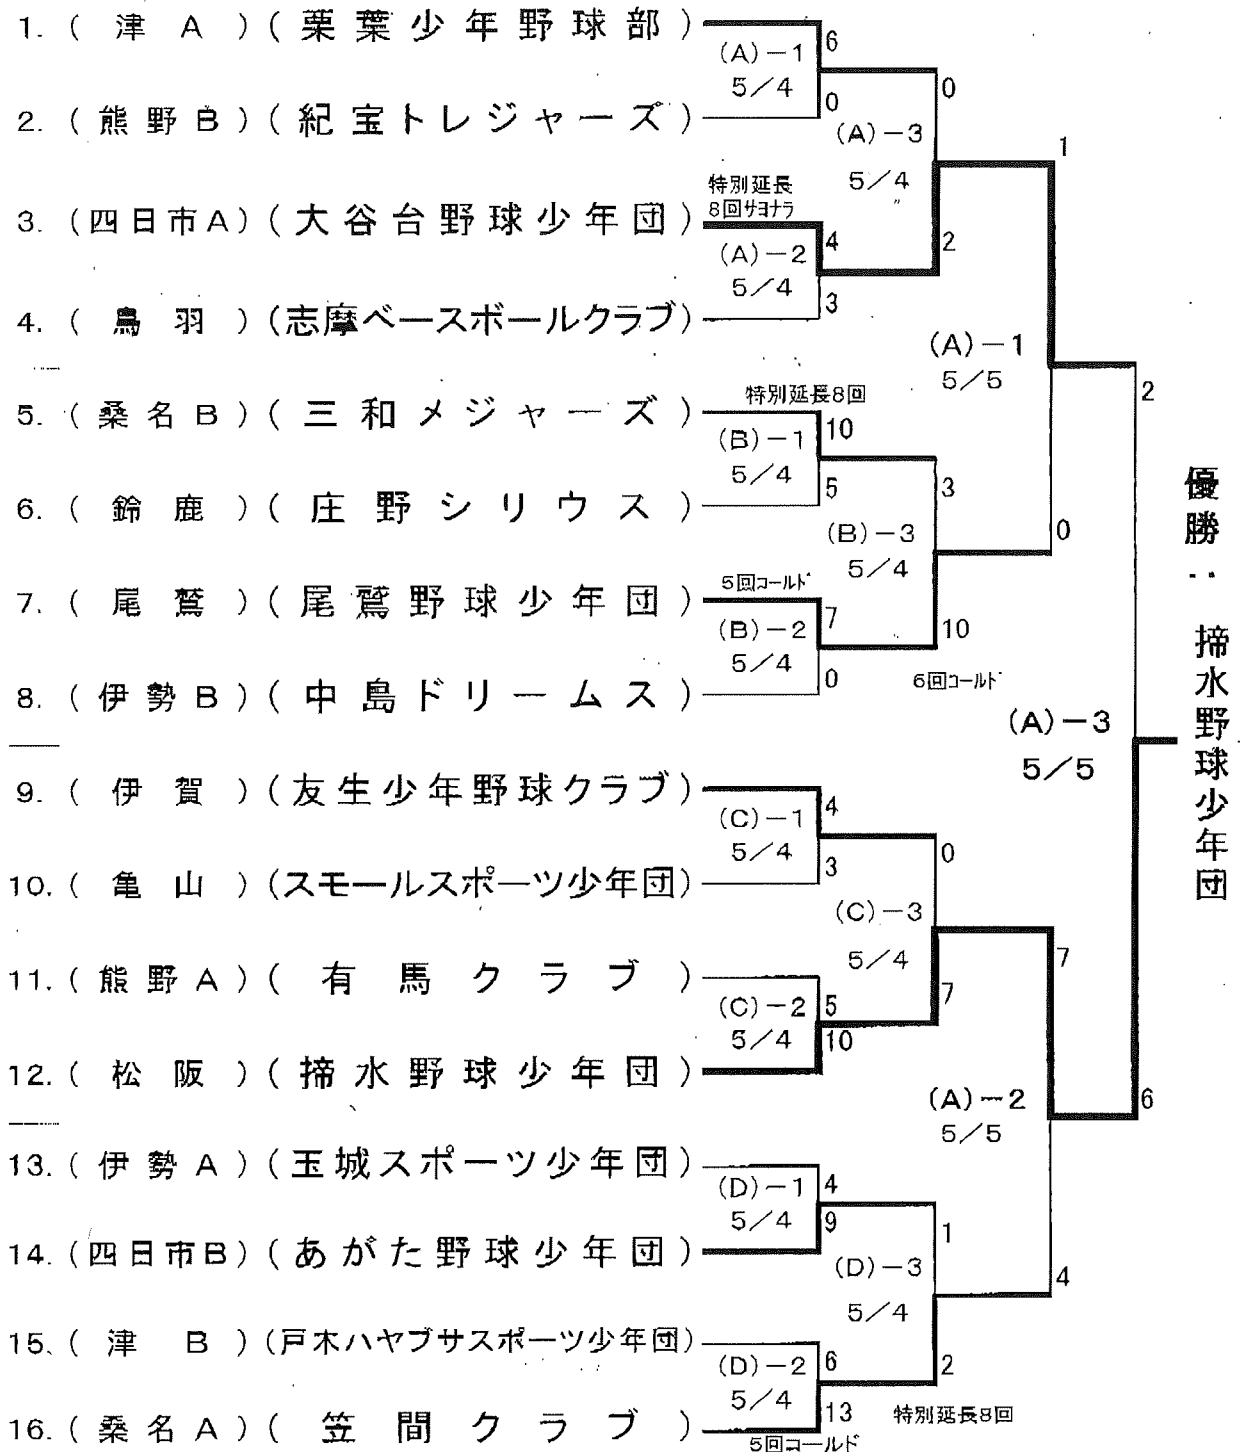 1. ( 津 A ) ( 栗葉少年野球部 )
6
(A)-1
5/4
0
0
2. ( 熊野B ) ( 紀宝トレジャーズ )
(A)-3
5/4
1
特別延長
8回サヨナラ
3. (四日市A) ( 大谷台野球少年団 )
4
2
(A)-2
5/4
3
4. ( 鳥羽 ) (志摩ベースボールクラブ)
(A)-1
5/5
2
特別延長8回
5. ( 桑名B ) ( 三和メジャーズ )
10
(B)-1
5/4
5
3
6. ( 鈴鹿 ) ( 庄野シリウス )
(B)-3
5/4
0
5回コールド
7. ( 尾鷲 ) ( 尾鷲野球少年団 )
7
10
(B)-2
5/4
0
6回コールド
8. ( 伊勢B ) ( 中島ドリームス )
(A)-3
5/5
優勝:揥水野球少年団
9. ( 伊賀 ) ( 友生少年野球クラブ )
4
(C)-1
5/4
3
0
10. ( 亀山 ) (スモールスポーツ少年団)
(C)-3
5/4
7
11. ( 熊野A ) ( 有馬クラブ )
5
7
(C)-2
5/4
10
12. ( 松阪 ) ( 揥水野球少年団 )
(A)-2
5/5
6
13. ( 伊勢A ) ( 玉城スポーツ少年団 )
4
(D)-1
5/4
9
1
14. (四日市B) ( あがた野球少年団 )
(D)-3
5/4
4
15. ( 津 B ) (戸木ハヤブサスポーツ少年団)
6
2
(D)-2
5/4
13
特別延長8回
16. ( 桑名A ) ( 笠間クラブ )
5回コールド